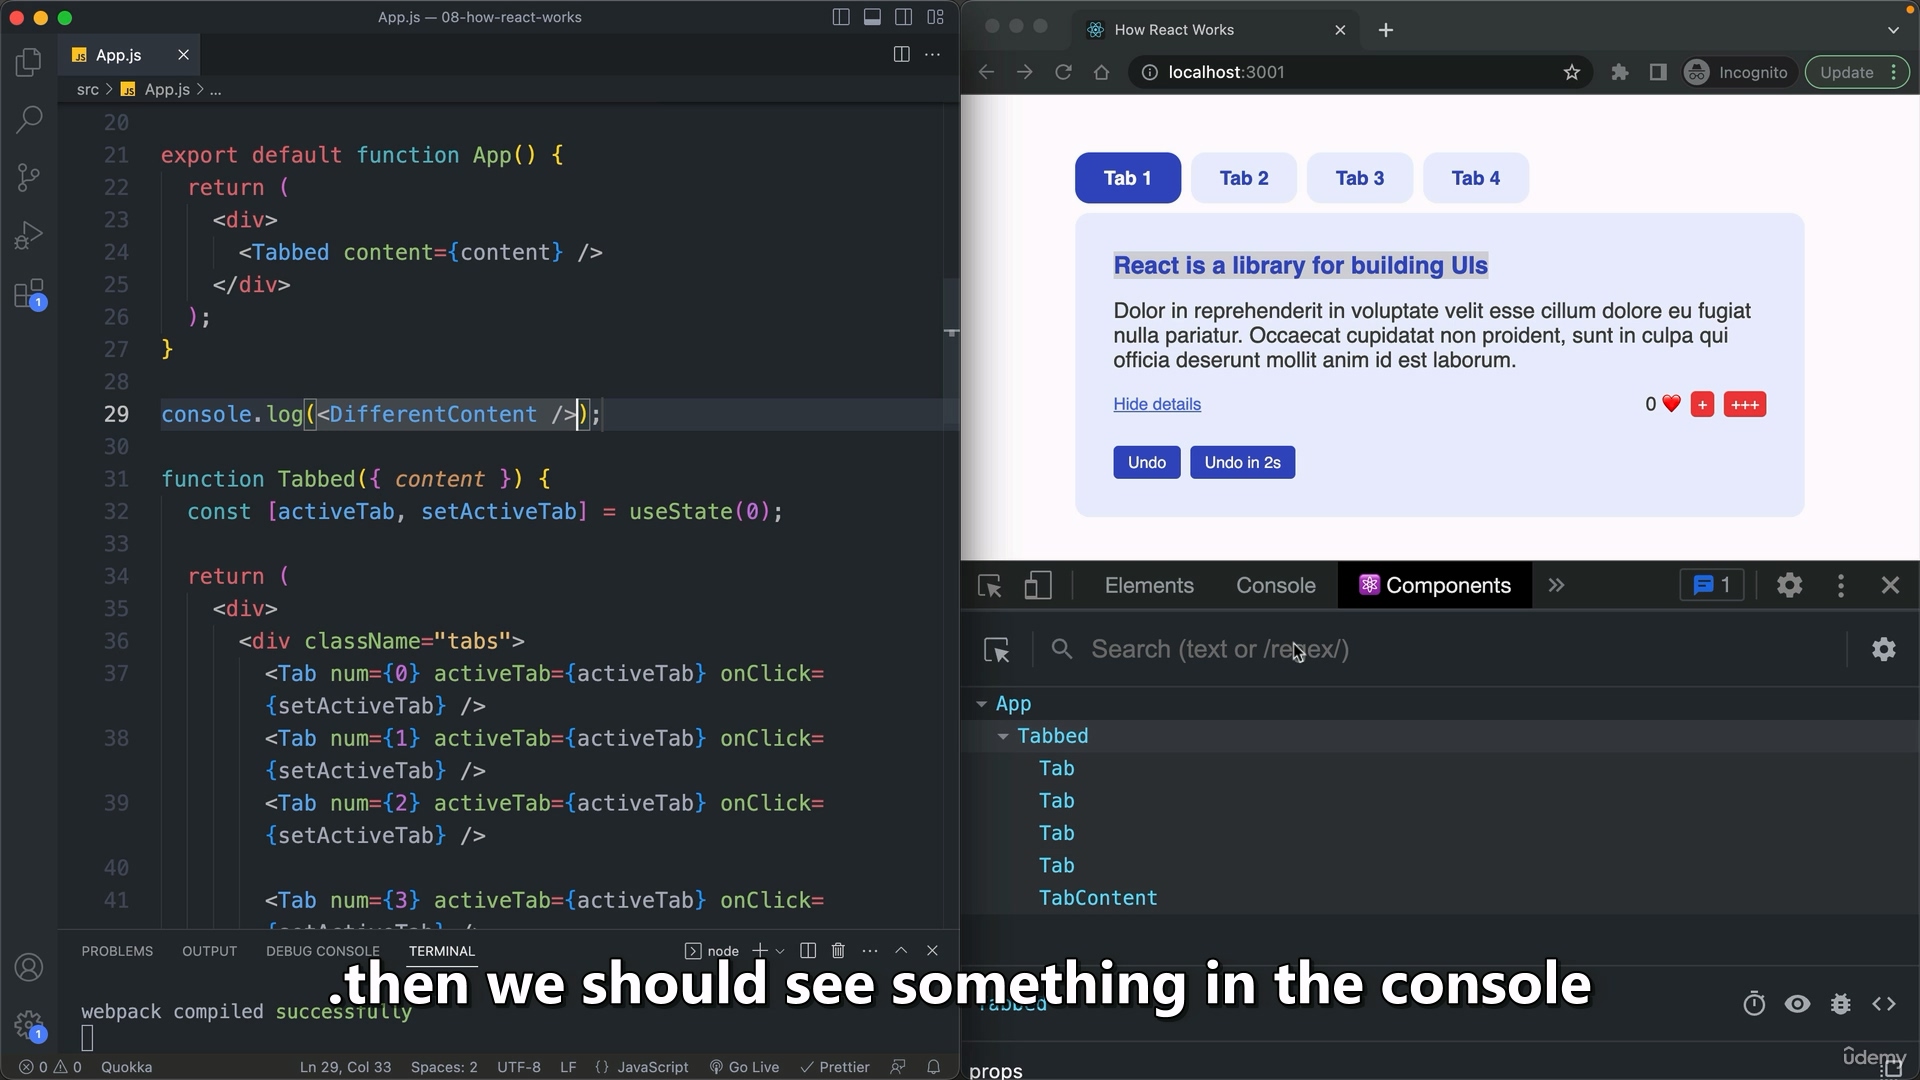 App.js — 08-how-react-works
JS App.js
src > JS App.js > ...
20
21 export default function App() {
22 return (
23 <div>
24 <Tabbed content={content} />
25 </div>
26 );
27 }
28
29 console.log(<DifferentContent />);
30
31 function Tabbed({ content }) {
32 const [activeTab, setActiveTab] = useState(0);
33
34 return (
35 <div>
36 <div className="tabs">
37 <Tab num={0} activeTab={activeTab} onClick=
{setActiveTab} />
38 <Tab num={1} activeTab={activeTab} onClick=
{setActiveTab} />
39 <Tab num={2} activeTab={activeTab} onClick=
{setActiveTab} />
40
41 <Tab num={3} activeTab={activeTab} onClick=
{setActiveTab} />
PROBLEMS OUTPUT DEBUG CONSOLE TERMINAL node
webpack compiled successfully
0 0 Quokka Ln 29, Col 33 Spaces: 2 UTF-8 LF {} JavaScript Go Live Prettier
1
1
How React Works
localhost:3001 Incognito Update
Tab 1 Tab 2 Tab 3 Tab 4
React is a library for building UIs
Dolor in reprehenderit in voluptate velit esse cillum dolore eu fugiat
nulla pariatur. Occaecat cupidatat non proident, sunt in culpa qui
officia deserunt mollit anim id est laborum.
Hide details 0 ❤️ + +++
Undo Undo in 2s
Elements Console Components 1
Search (text or /regex/)
App
Tabbed
Tab
Tab
Tab
Tab
TabContent
Tabbed
props
.then we should see something in the console
ûdemy